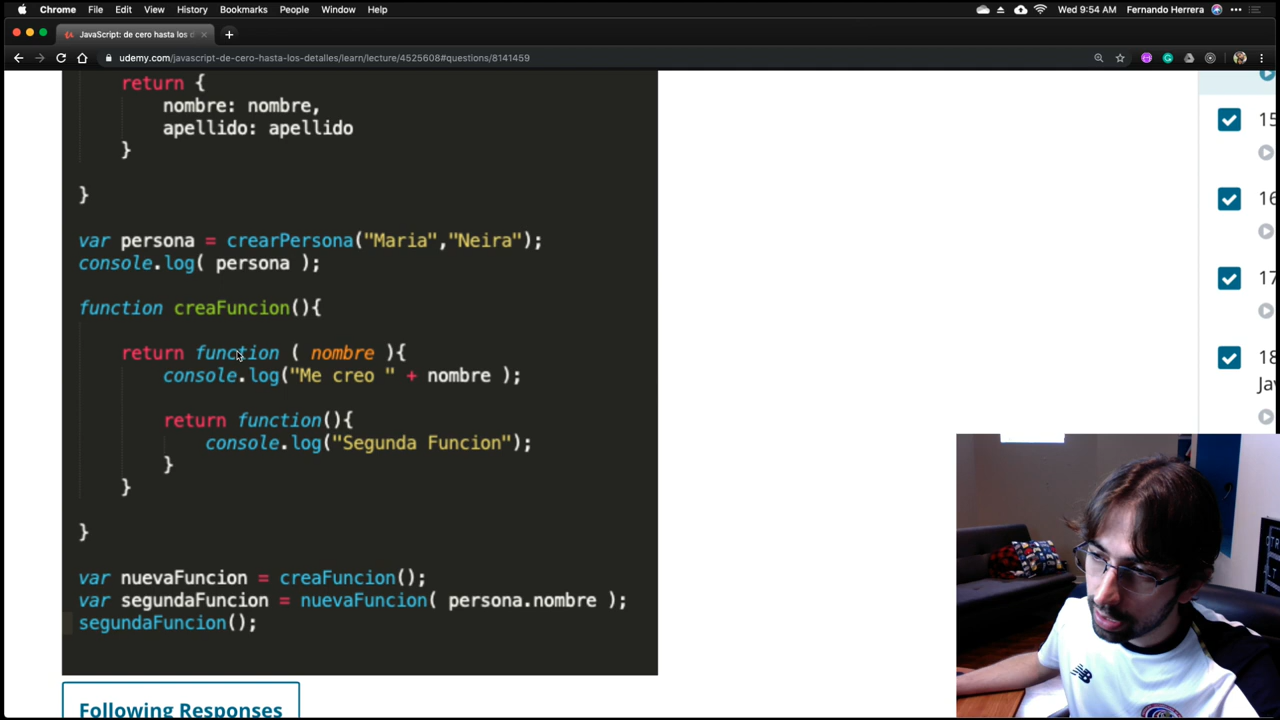 Chrome File Edit View History Bookmarks People Window Help Wed 9:54 AM Fernando Herrera
JavaScript: de cero hasta los d
udemy.com/javascript-de-cero-hasta-los-detalles/learn/lecture/4525608#questions/8141459
return {
nombre: nombre,
apellido: apellido
}
}
var persona = crearPersona("Maria","Neira");
console.log( persona );
function creaFuncion(){
return function ( nombre ){
console.log("Me creo " + nombre );
return function(){
console.log("Segunda Funcion");
}
}
}
var nuevaFuncion = creaFuncion();
var segundaFuncion = nuevaFuncion( persona.nombre );
segundaFuncion();
Following Responses
15
16
17
18
Ja